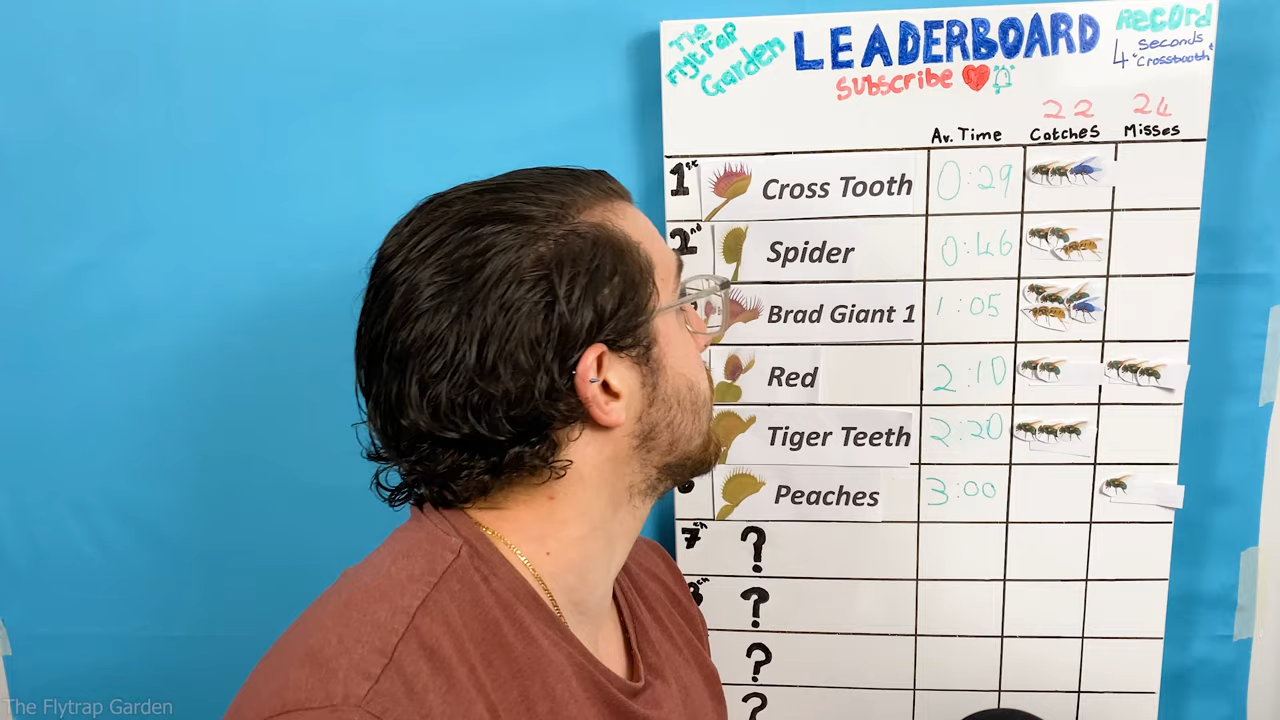 The Flytrap Garden
LEADERBOARD
Subscribe
Record
4 Seconds
"Crosstooth"
22 24
Av. Time Catches Misses
1st Cross Tooth 0:29
2nd Spider 0:46
Brad Giant 1 1:05
Red 2:10
Tiger Teeth 2:20
Peaches 3:00
7th ?
?
?
?
The Flytrap Garden